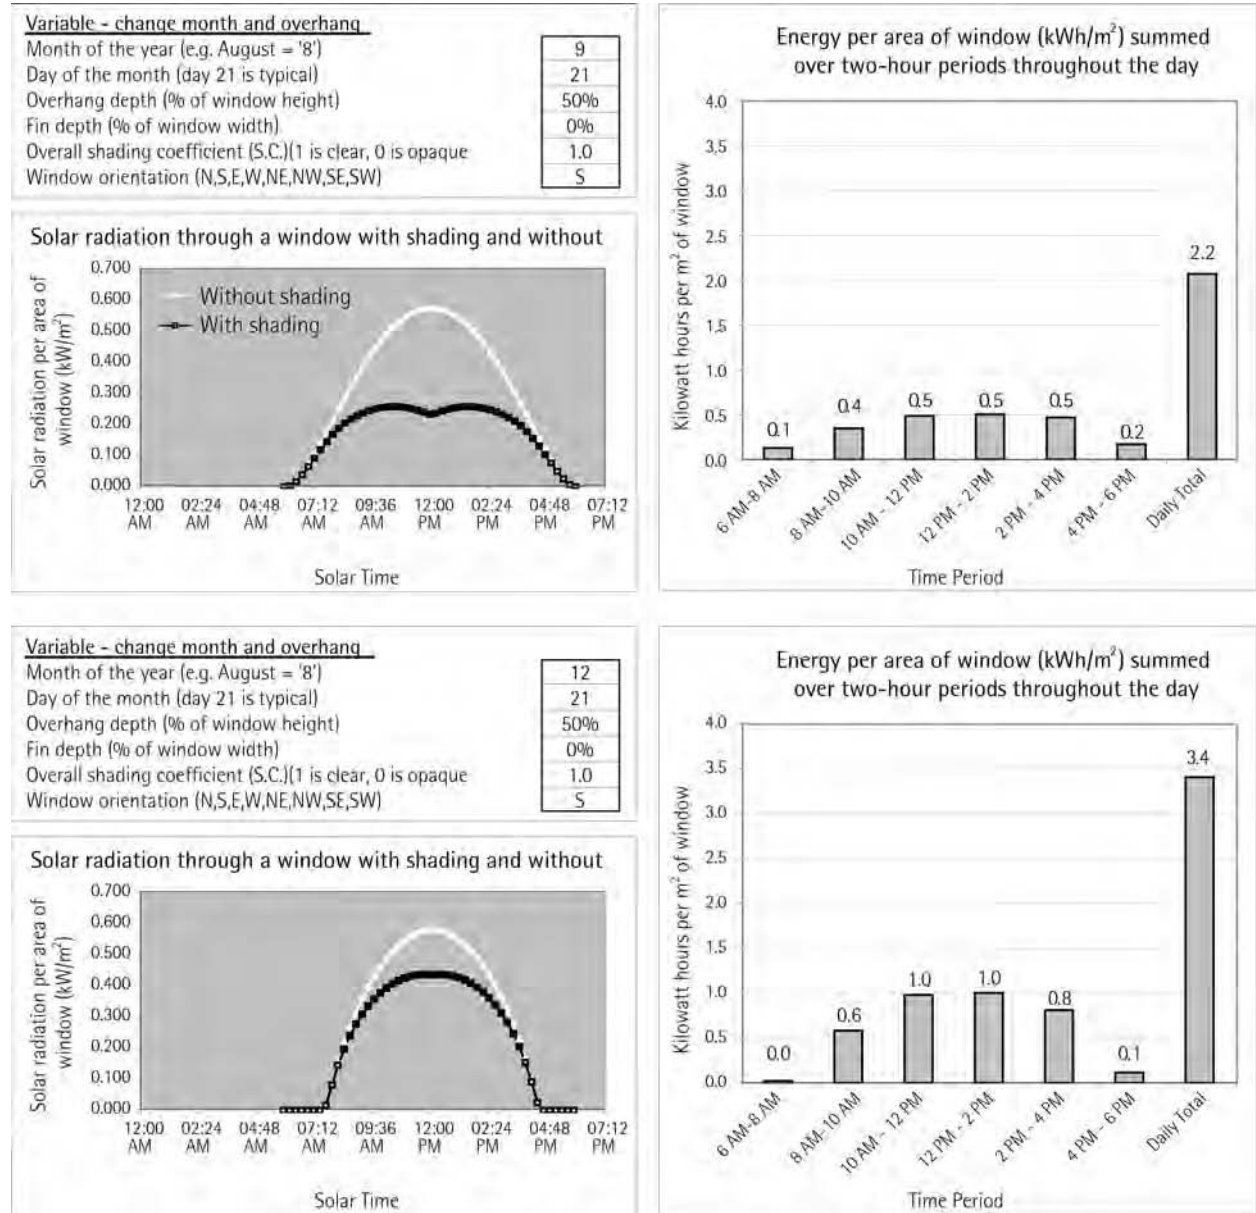 Variable - change month and overhang
Month of the year (e.g. August = '8') 9
Day of the month (day 21 is typical) 21
Overhang depth (% of window height) 50%
Fin depth (% of window width) 0%
Overall shading coefficient (S.C.)(1 is clear, 0 is opaque 1.0
Window orientation (N,S,E,W,NE,NW,SE,SW) S
Solar radiation through a window with shading and without
Solar radiation per area of
window (kW/m²)
0.700
0.600
0.500
0.400
0.300
0.200
0.100
0.000
Without shading
With shading
12:00 02:24 04:48 07:12 09:36 12:00 02:24 04:48 07:12
AM AM AM AM AM PM PM PM PM
Solar Time
Energy per area of window (kWh/m²) summed
over two-hour periods throughout the day
Kilowatt hours per m² of window
4.0
3.5
3.0
2.5
2.0
1.5
1.0
0.5
0.0
0.1
0.4
0.5
0.5
0.5
0.2
2.2
6 AM-8 AM
8 AM-10 AM
10 AM - 12 PM
12 PM - 2 PM
2 PM - 4 PM
4 PM - 6 PM
Daily Total
Time Period
Variable - change month and overhang
Month of the year (e.g. August = '8') 12
Day of the month (day 21 is typical) 21
Overhang depth (% of window height) 50%
Fin depth (% of window width) 0%
Overall shading coefficient (S.C.)(1 is clear, 0 is opaque 1.0
Window orientation (N,S,E,W,NE,NW,SE,SW) S
Solar radiation through a window with shading and without
Solar radiation per area of
window (kW/m²)
0.700
0.600
0.500
0.400
0.300
0.200
0.100
0.000
12:00 02:24 04:48 07:12 09:36 12:00 02:24 04:48 07:12
AM AM AM AM AM PM PM PM PM
Solar Time
Energy per area of window (kWh/m²) summed
over two-hour periods throughout the day
Kilowatt hours per m² of window
4.0
3.5
3.0
2.5
2.0
1.5
1.0
0.5
0.0
0.0
0.6
1.0
1.0
0.8
0.1
3.4
6 AM-8 AM
8 AM- 10 AM
10 AM - 12 PM
12 PM - 2 PM
2 PM - 4 PM
4 PM - 6 PM
Daily Total
Time Period